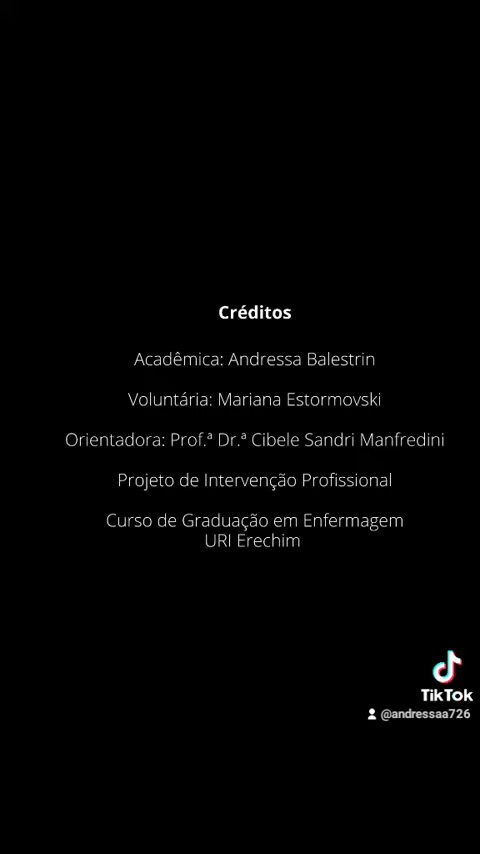 Créditos
Acadêmica: Andressa Balestrin
Voluntária: Mariana Estormovski
Orientadora: Prof.ª Dr.ª Cibele Sandri Manfredini
Projeto de Intervenção Profissional
Curso de Graduação em Enfermagem
URI Erechim
TikTok
@andressaa726